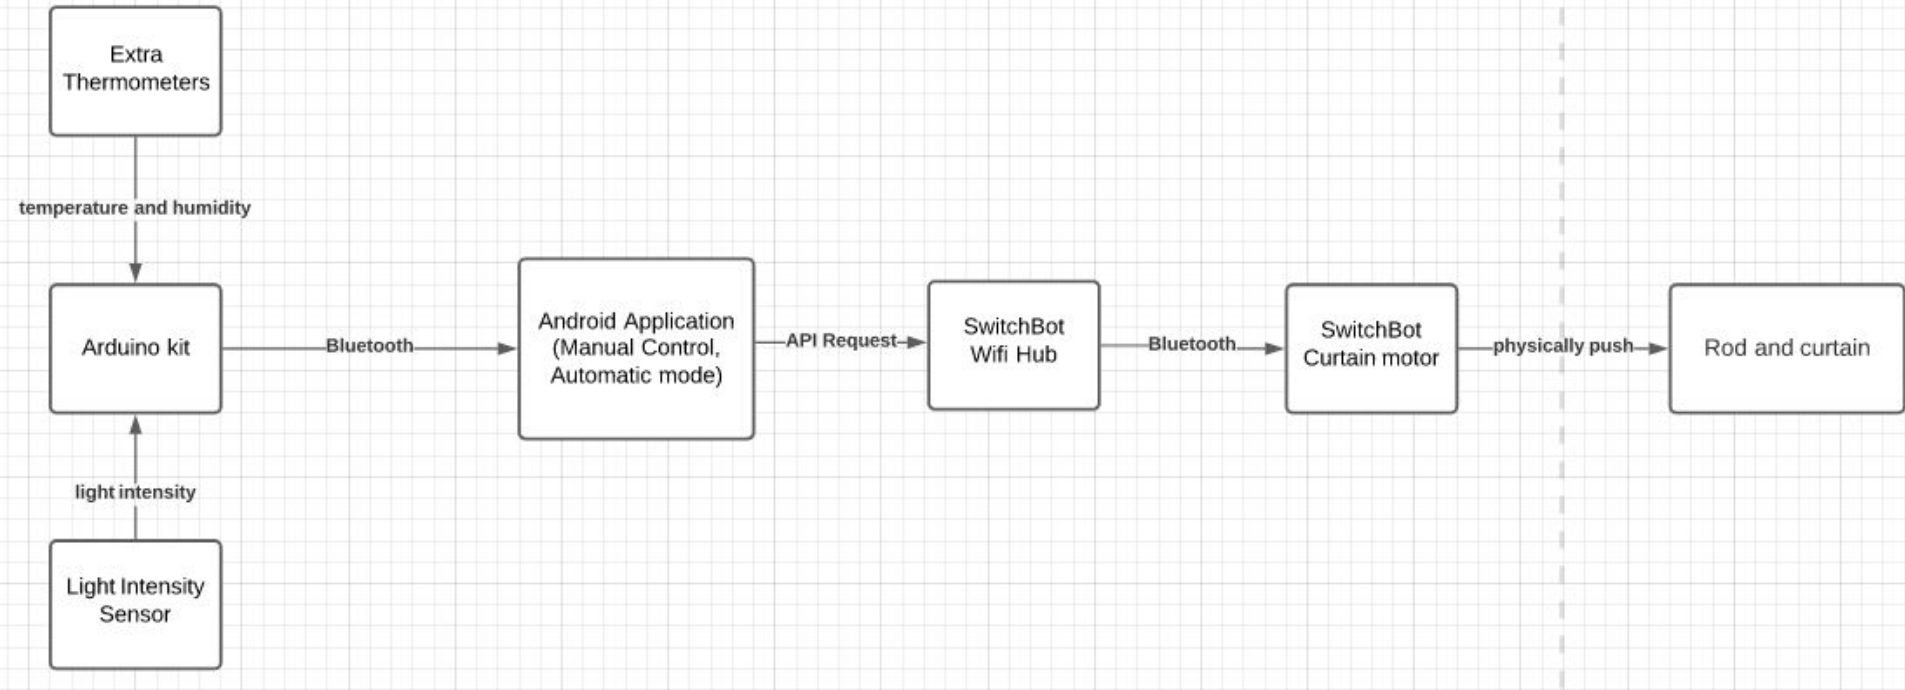 Extra
Thermometers
temperature and humidity
Arduino kit
Bluetooth
Android Application
(Manual Control,
Automatic mode)
API Request
SwitchBot
Wifi Hub
Bluetooth
SwitchBot
Curtain motor
physically push
Rod and curtain
light intensity
Light Intensity
Sensor